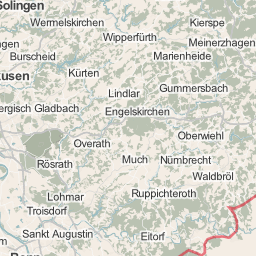 Solingen
Wermelskirchen
Kierspe
Wipperfürth
Meinerzhagen
Burscheid
Marienheide
Kürten
Lindlar
Gummersbach
Engelskirchen
Oberwiehl
Overath
Rösrath
Much
Nümbrecht
Waldbröl
Lohmar
Ruppichteroth
Troisdorf
Sankt Augustin
Eitorf